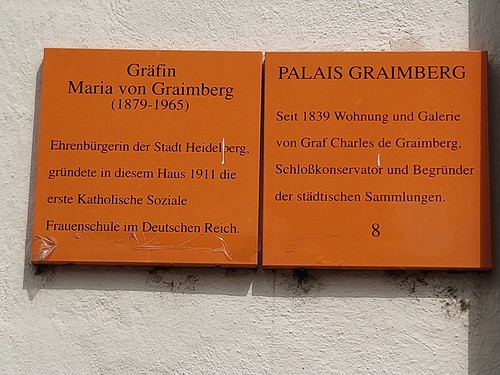 Gräfin
Maria von Graimberg
(1879-1965)
Ehrenbürgerin der Stadt Heidelberg,
gründete in diesem Haus 1911 die
erste Katholische Soziale
Frauenschule im Deutschen Reich.
PALAIS GRAIMBERG
Seit 1839 Wohnung und Galerie
von Graf Charles de Graimberg,
Schloßkonservator und Begründer
der städtischen Sammlungen.
8